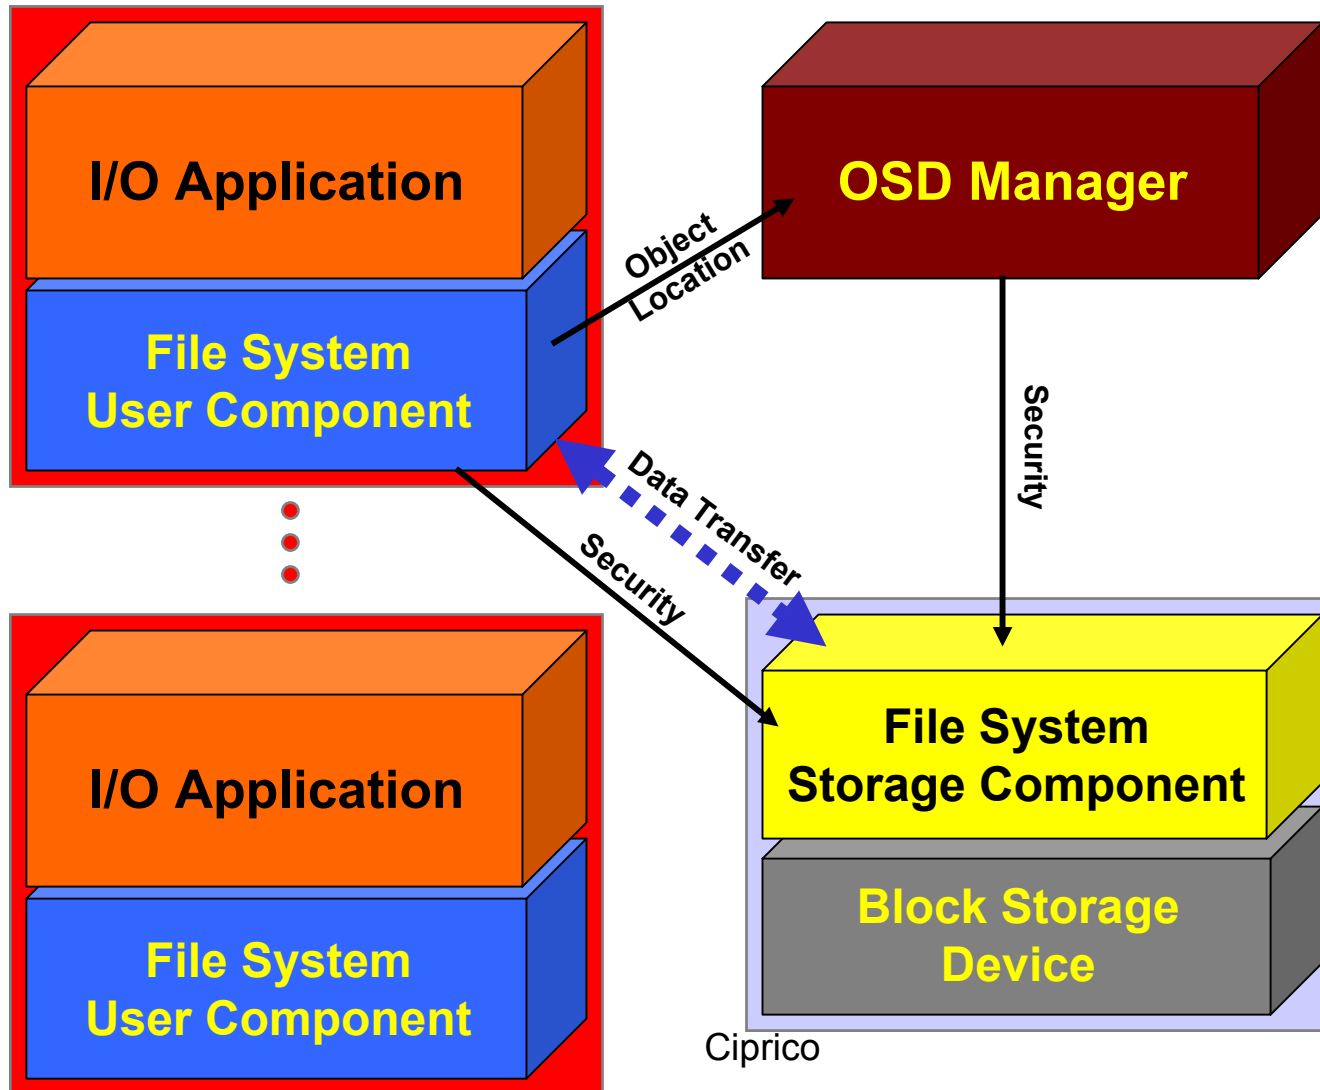 I/O Application
File System
User Component
OSD Manager
Object
Location
Security
Data Transfer
Security
I/O Application
File System
User Component
File System
Storage Component
Block Storage
Device
Ciprico